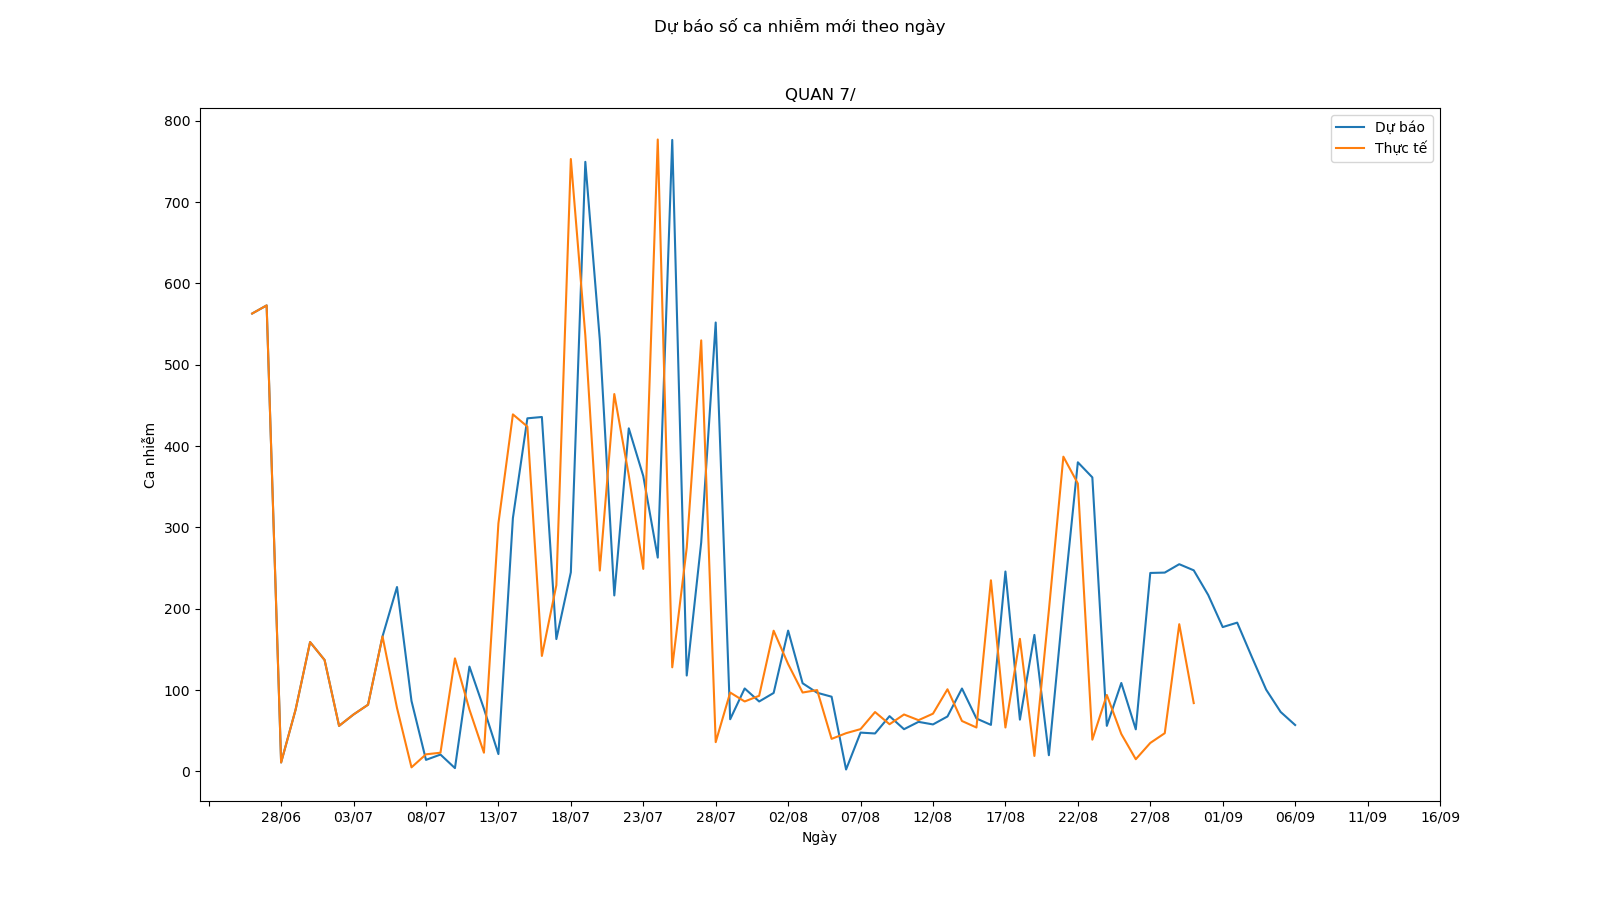 Dự báo số ca nhiễm mới theo ngày
QUAN 7/
Dự báo
Thực tế
800
700
600
500
400
300
200
100
0
Ca nhiễm
28/06 03/07 08/07 13/07 18/07 23/07 28/07 02/08 07/08 12/08 17/08 22/08 27/08 01/09 06/09 11/09 16/09
Ngày